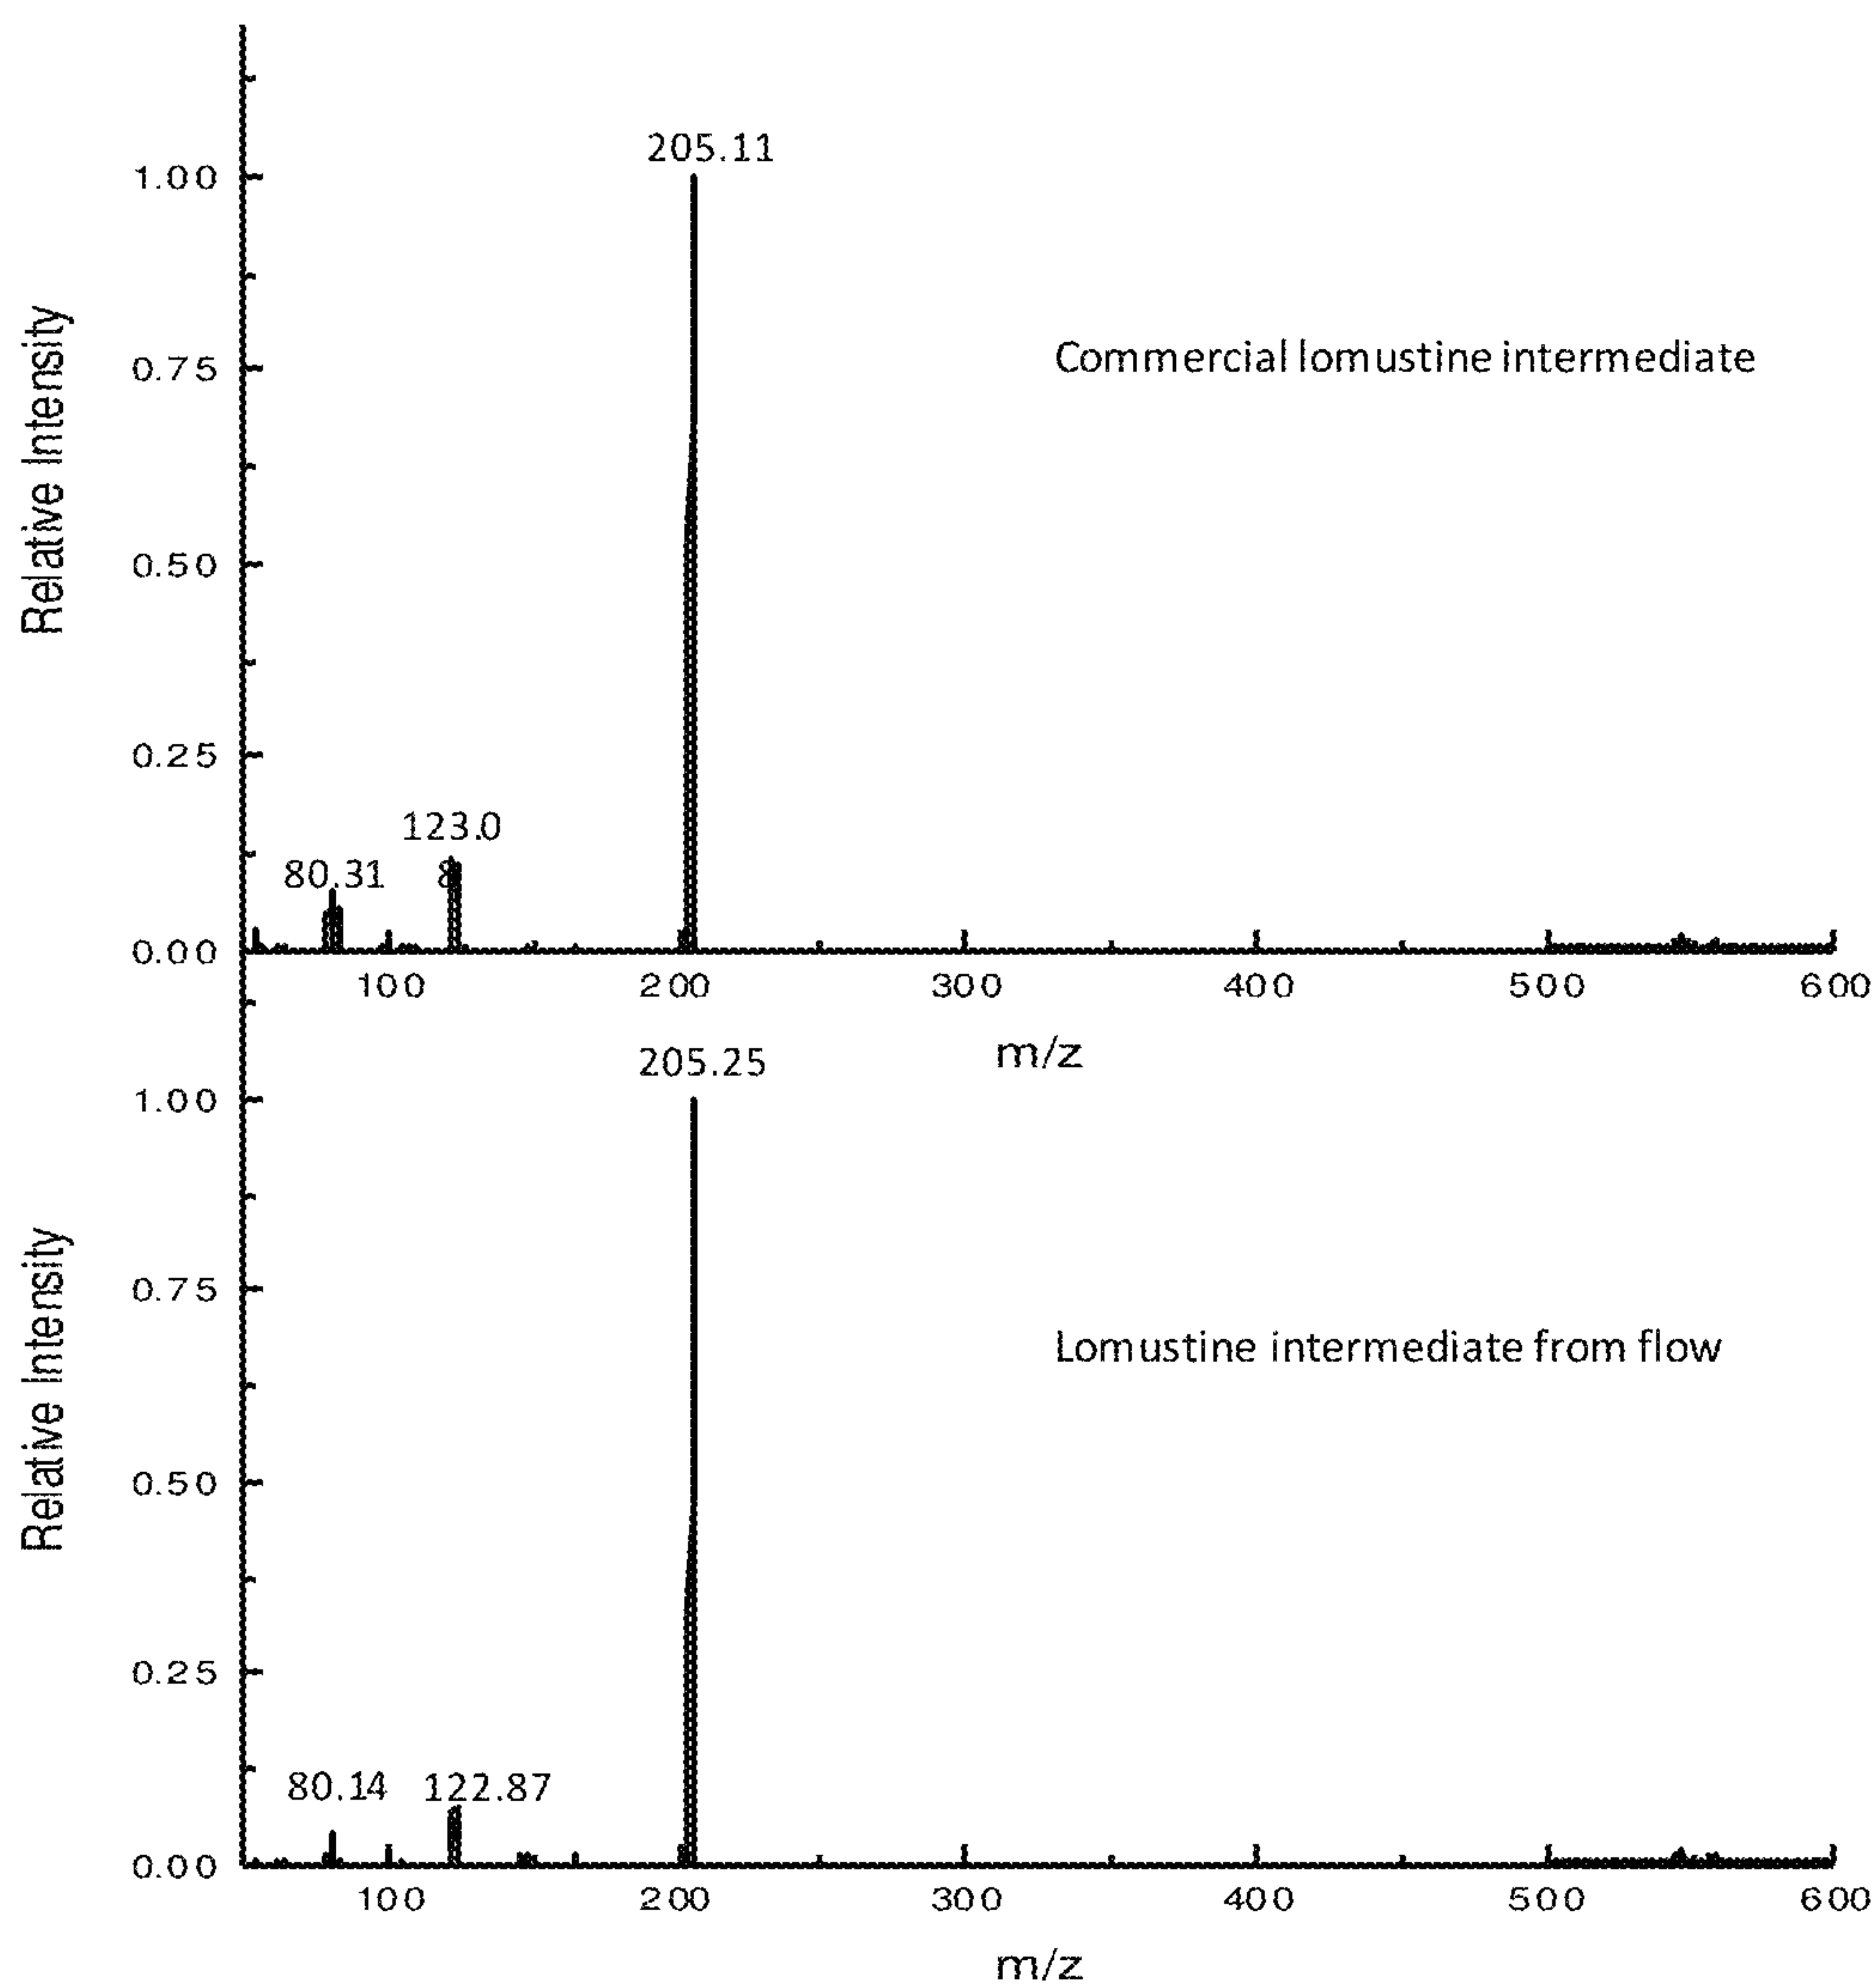 205.11
1.00
Commercial lomustine intermediate
0.75
Relative Intensity
0.50
0.25
123.0
8
80.31
0.00
100 200 300 400 500 600
m/z
205.25
1.00
0.75
Lomustine intermediate from flow
Relative Intensity
0.50
0.25
80.14 122.87
0.00
100 200 300 400 500 600
m/z